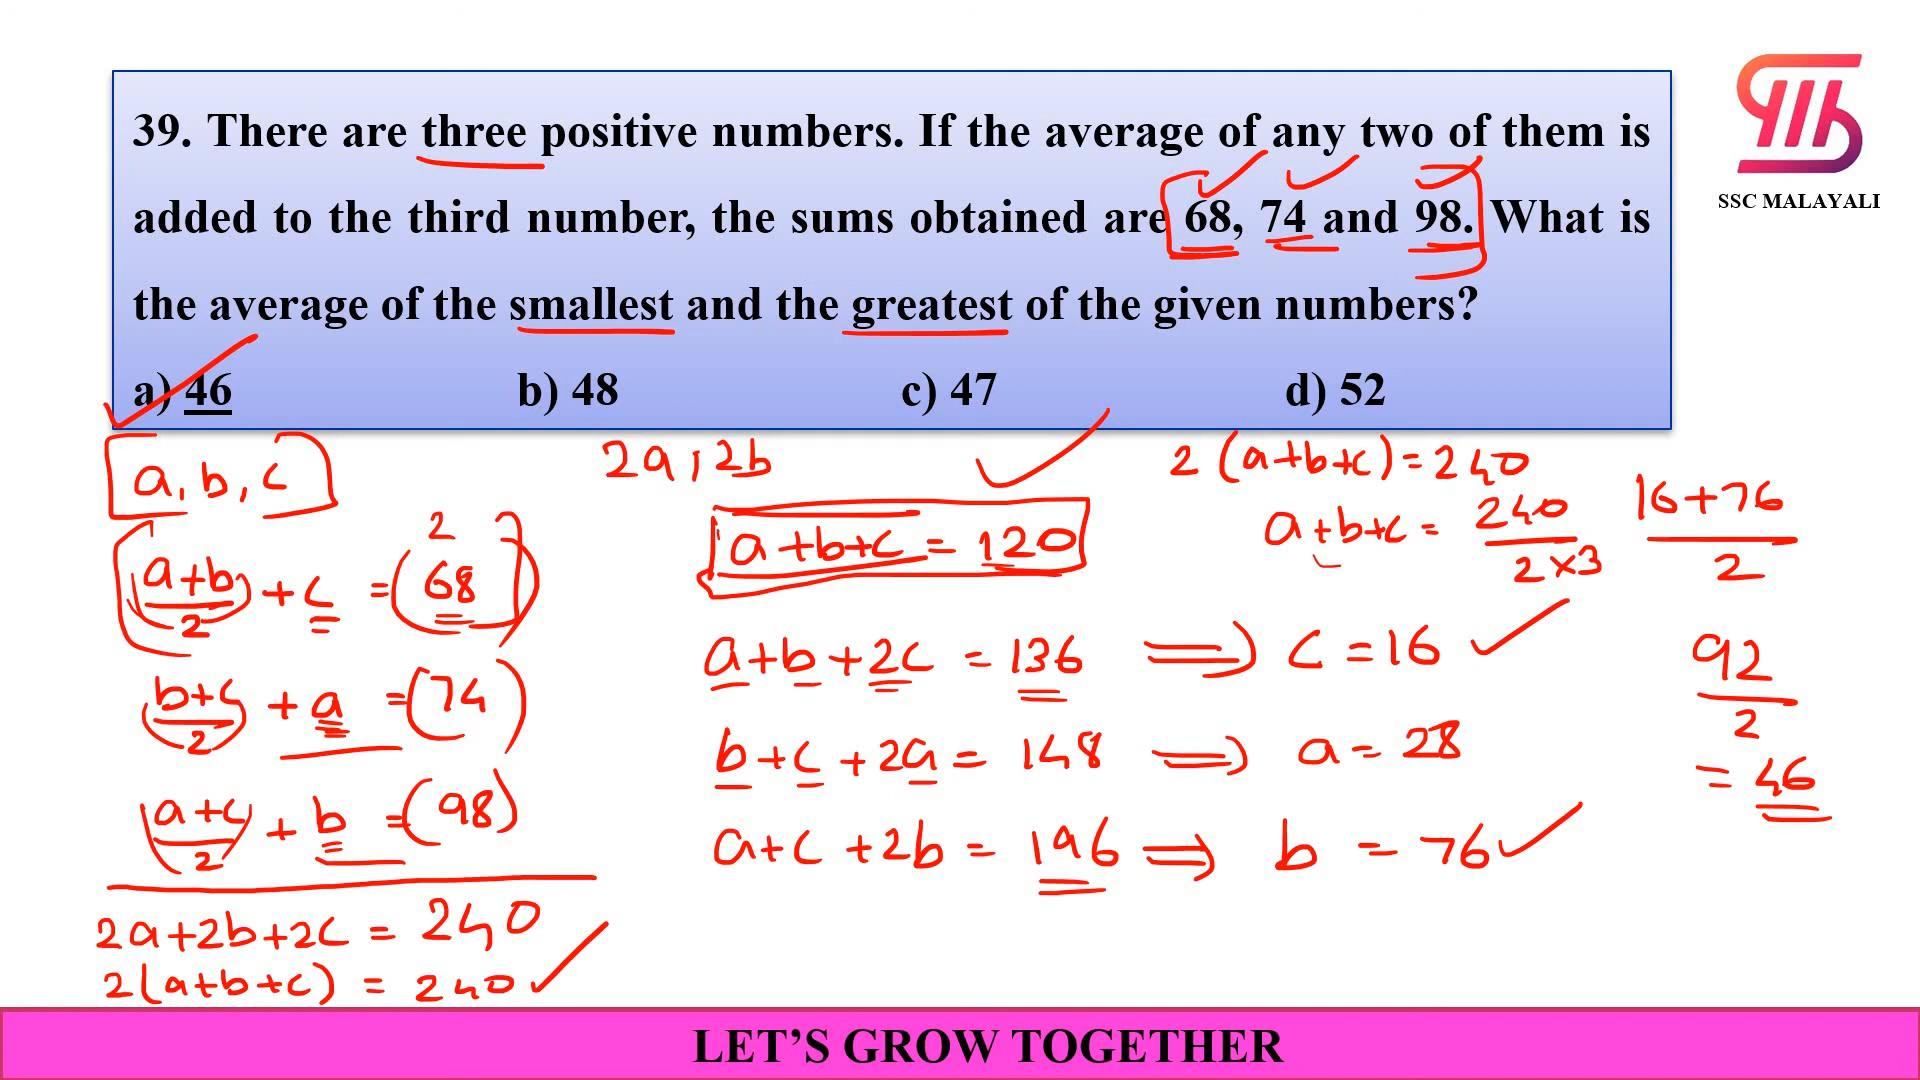 39. There are three positive numbers. If the average of any two of them is
added to the third number, the sums obtained are 68, 74 and 98. What is
the average of the smallest and the greatest of the given numbers?
a) 46 b) 48 c) 47 d) 52
SSC MALAYALI
a, b, c
(a+b)/2 + c = (68) 2
(b+c)/2 + a = (74)
(a+c)/2 + b = (98)
2a+2b+2c = 240
2(a+b+c) = 240
2a, 2b
a+b+c = 120
a+b+2c = 136 ⟹ c = 16
b+c+2a = 148 ⟹ a = 28
a+c+2b = 196 ⟹ b = 76
2(a+b+c) = 240
a+b+c = 240/2×3
16+76/2
92/2
= 46
LET’S GROW TOGETHER